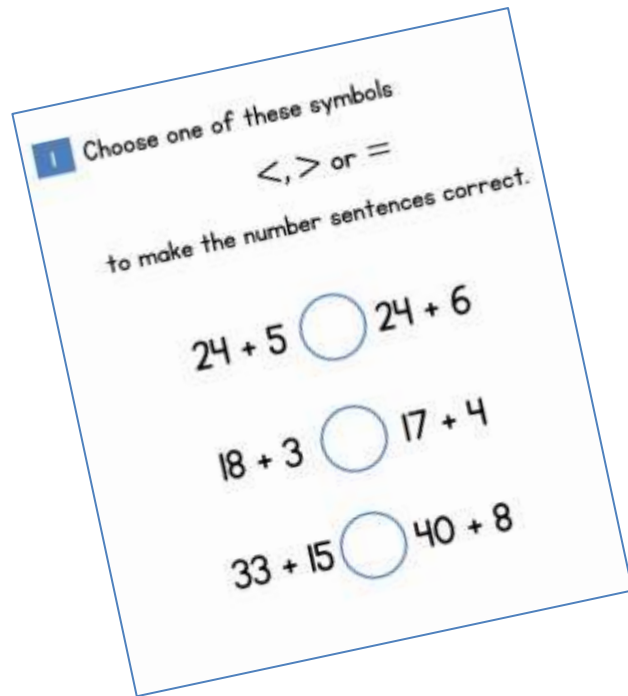 1 Choose one of these symbols
<, > or =
to make the number sentences correct.
24 + 5 24 + 6
18 + 3 17 + 4
33 + 15 40 + 8